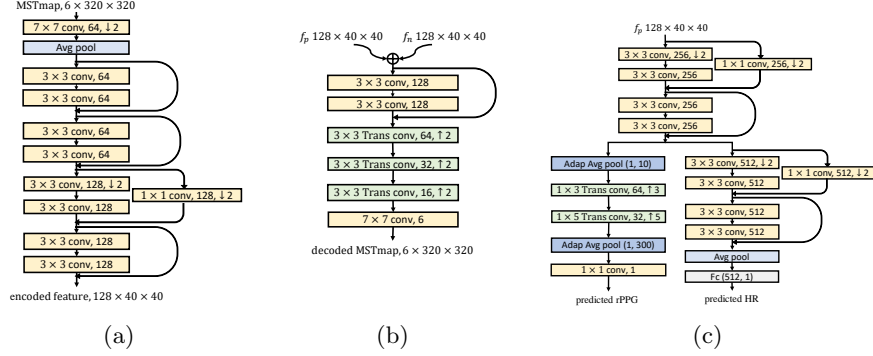 MSTmap, 6 × 320 × 320
7 × 7 conv, 64, ↓2
Avg pool
3 × 3 conv, 64
3 × 3 conv, 64
3 × 3 conv, 64
3 × 3 conv, 64
3 × 3 conv, 128, ↓2
1 × 1 conv, 128, ↓2
3 × 3 conv, 128
3 × 3 conv, 128
3 × 3 conv, 128
encoded feature, 128 × 40 × 40
(a)
fp 128 × 40 × 40
fn 128 × 40 × 40
3 × 3 conv, 128
3 × 3 conv, 128
3 × 3 Trans conv, 64, ↑2
3 × 3 Trans conv, 32, ↑2
3 × 3 Trans conv, 16, ↑2
7 × 7 conv, 6
decoded MSTmap, 6 × 320 × 320
(b)
fp 128 × 40 × 40
3 × 3 conv, 256, ↓2
1 × 1 conv, 256, ↓2
3 × 3 conv, 256
3 × 3 conv, 256
3 × 3 conv, 256
Adap Avg pool (1, 10)
1 × 3 Trans conv, 64, ↑3
1 × 5 Trans conv, 32, ↑5
Adap Avg pool (1, 300)
1 × 1 conv, 1
predicted rPPG
3 × 3 conv, 512, ↓2
1 × 1 conv, 512, ↓2
3 × 3 conv, 512
3 × 3 conv, 512
3 × 3 conv, 512
Avg pool
Fc (512, 1)
predicted HR
(c)